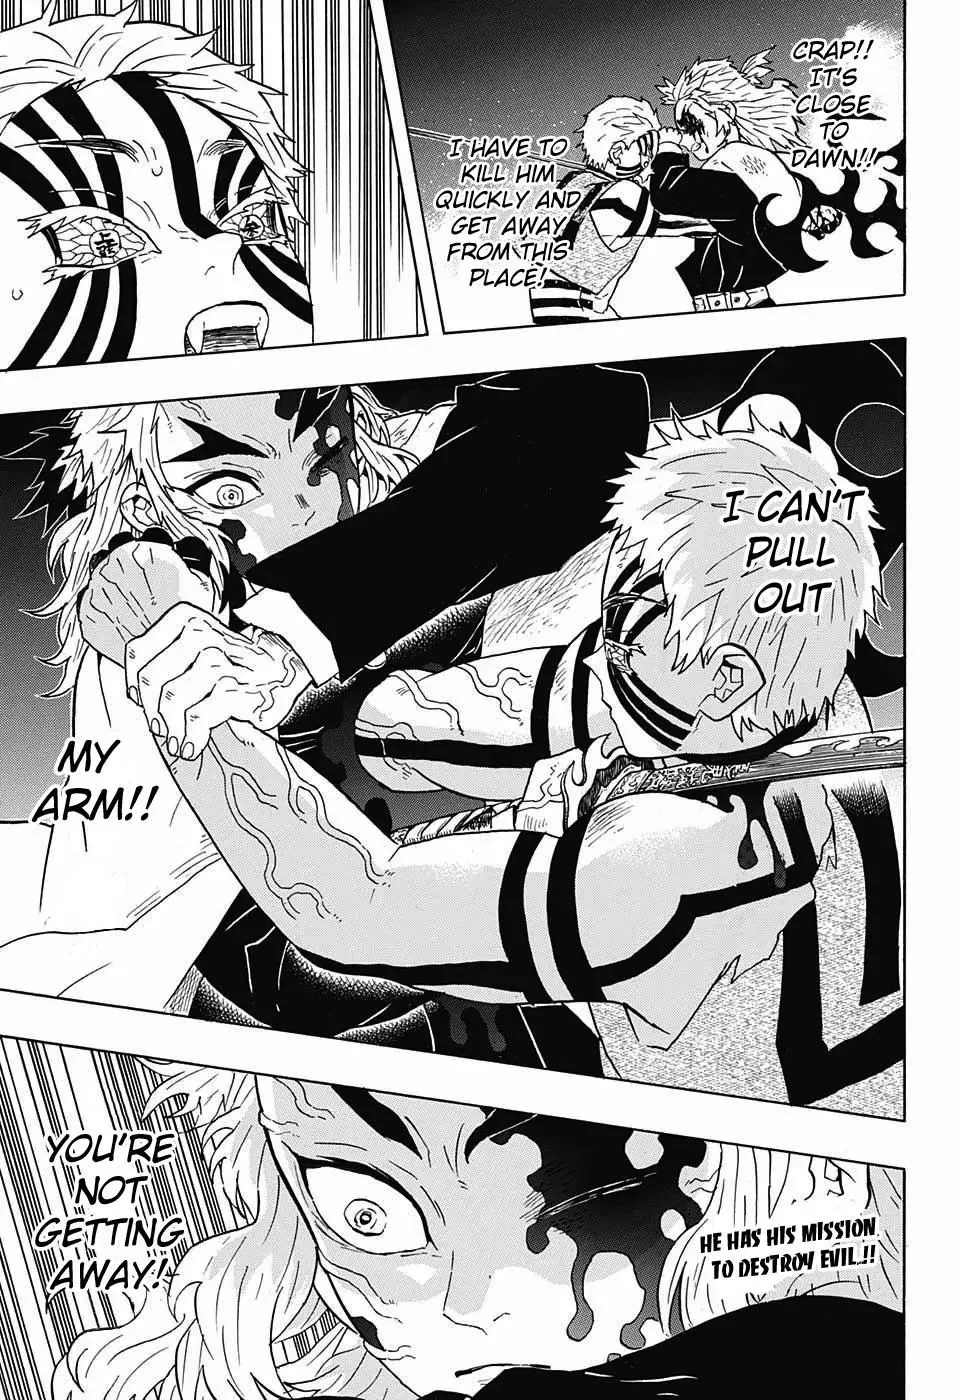 CRAP!!
IT'S
CLOSE
TO
DAWN!!
I HAVE TO
KILL HIM
QUICKLY AND
GET AWAY
FROM THIS
PLACE!
I CAN'T
PULL
OUT
MY
ARM!!
YOU'RE
NOT
GETTING
AWAY!
HE HAS HIS MISSION
TO DESTROY EVIL..!!